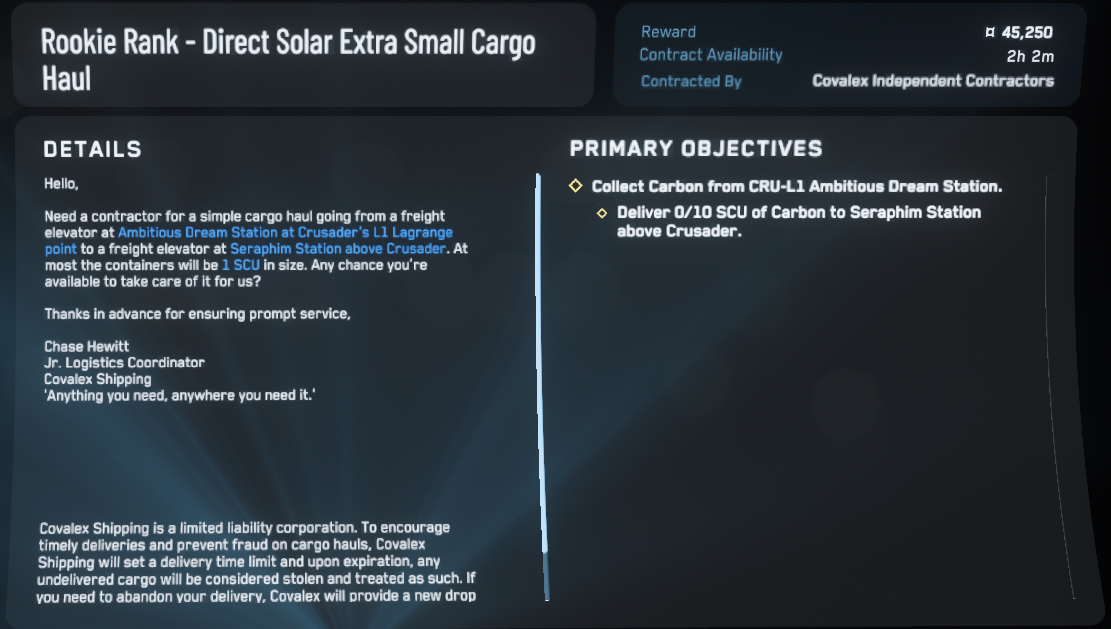 Rookie Rank - Direct Solar Extra Small Cargo
Haul
Reward ¤ 45,250
Contract Availability 2h 2m
Contracted By Covalex Independent Contractors
DETAILS
Hello,
Need a contractor for a simple cargo haul going from a freight
elevator at Ambitious Dream Station at Crusader's L1 Lagrange
point to a freight elevator at Seraphim Station above Crusader. At
most the containers will be 1 SCU in size. Any chance you're
available to take care of it for us?
Thanks in advance for ensuring prompt service,
Chase Hewitt
Jr. Logistics Coordinator
Covalex Shipping
'Anything you need, anywhere you need it.'
Covalex Shipping is a limited liability corporation. To encourage
timely deliveries and prevent fraud on cargo hauls, Covalex
Shipping will set a delivery time limit and upon expiration, any
undelivered cargo will be considered stolen and treated as such. If
you need to abandon your delivery, Covalex will provide a new drop
PRIMARY OBJECTIVES
Collect Carbon from CRU-L1 Ambitious Dream Station.
Deliver 0/10 SCU of Carbon to Seraphim Station
above Crusader.